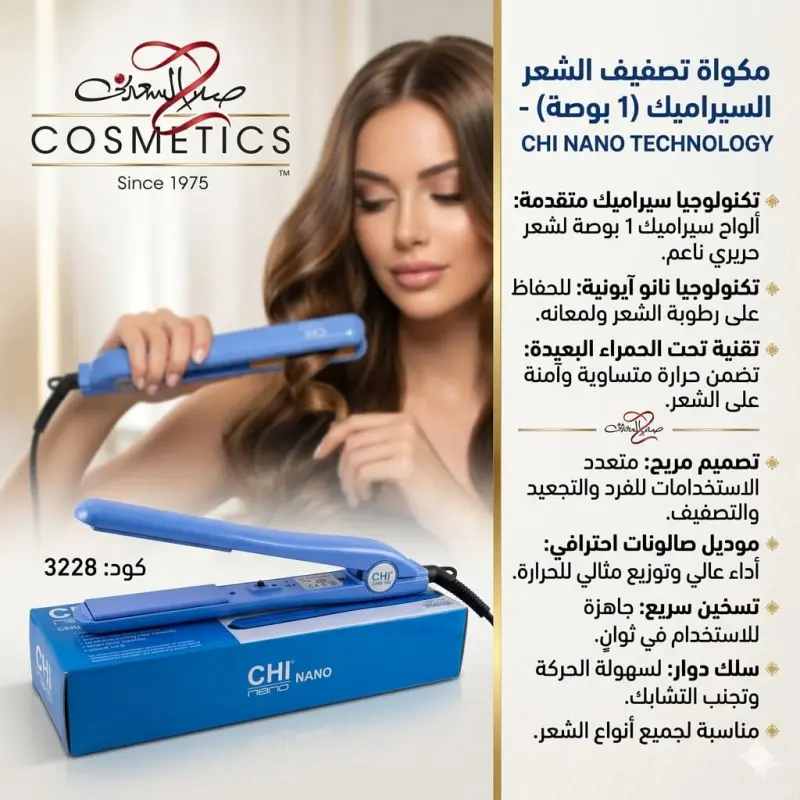 COSMETICS
Since 1975
TM
مكواة تصفيف الشعر
السيراميك (1 بوصة) -
CHI NANO TECHNOLOGY
تكنولوجيا سيراميك متقدمة:
ألواح سيراميك 1 بوصة لشعر
حريري ناعم.
تكنولوجيا نانو آيونية: للحفاظ
على رطوبة الشعر ولمعانه.
تقنية تحت الحمراء البعيدة:
تضمن حرارة متساوية وآمنة
على الشعر.
تصميم مريح: متعدد
الاستخدامات للفرد والتجعيد
والتصفيف.
موديل صالونات احترافي:
أداء عالي وتوزيع مثالي للحرارة.
تسخين سريع: جاهزة
للاستخدام في ثوانٍ.
سلك دوار: لسهولة الحركة
وتجنب التشابك.
مناسبة لجميع أنواع الشعر.
كود: 3228
CHI
CHI
CHI
CHI nano NANO